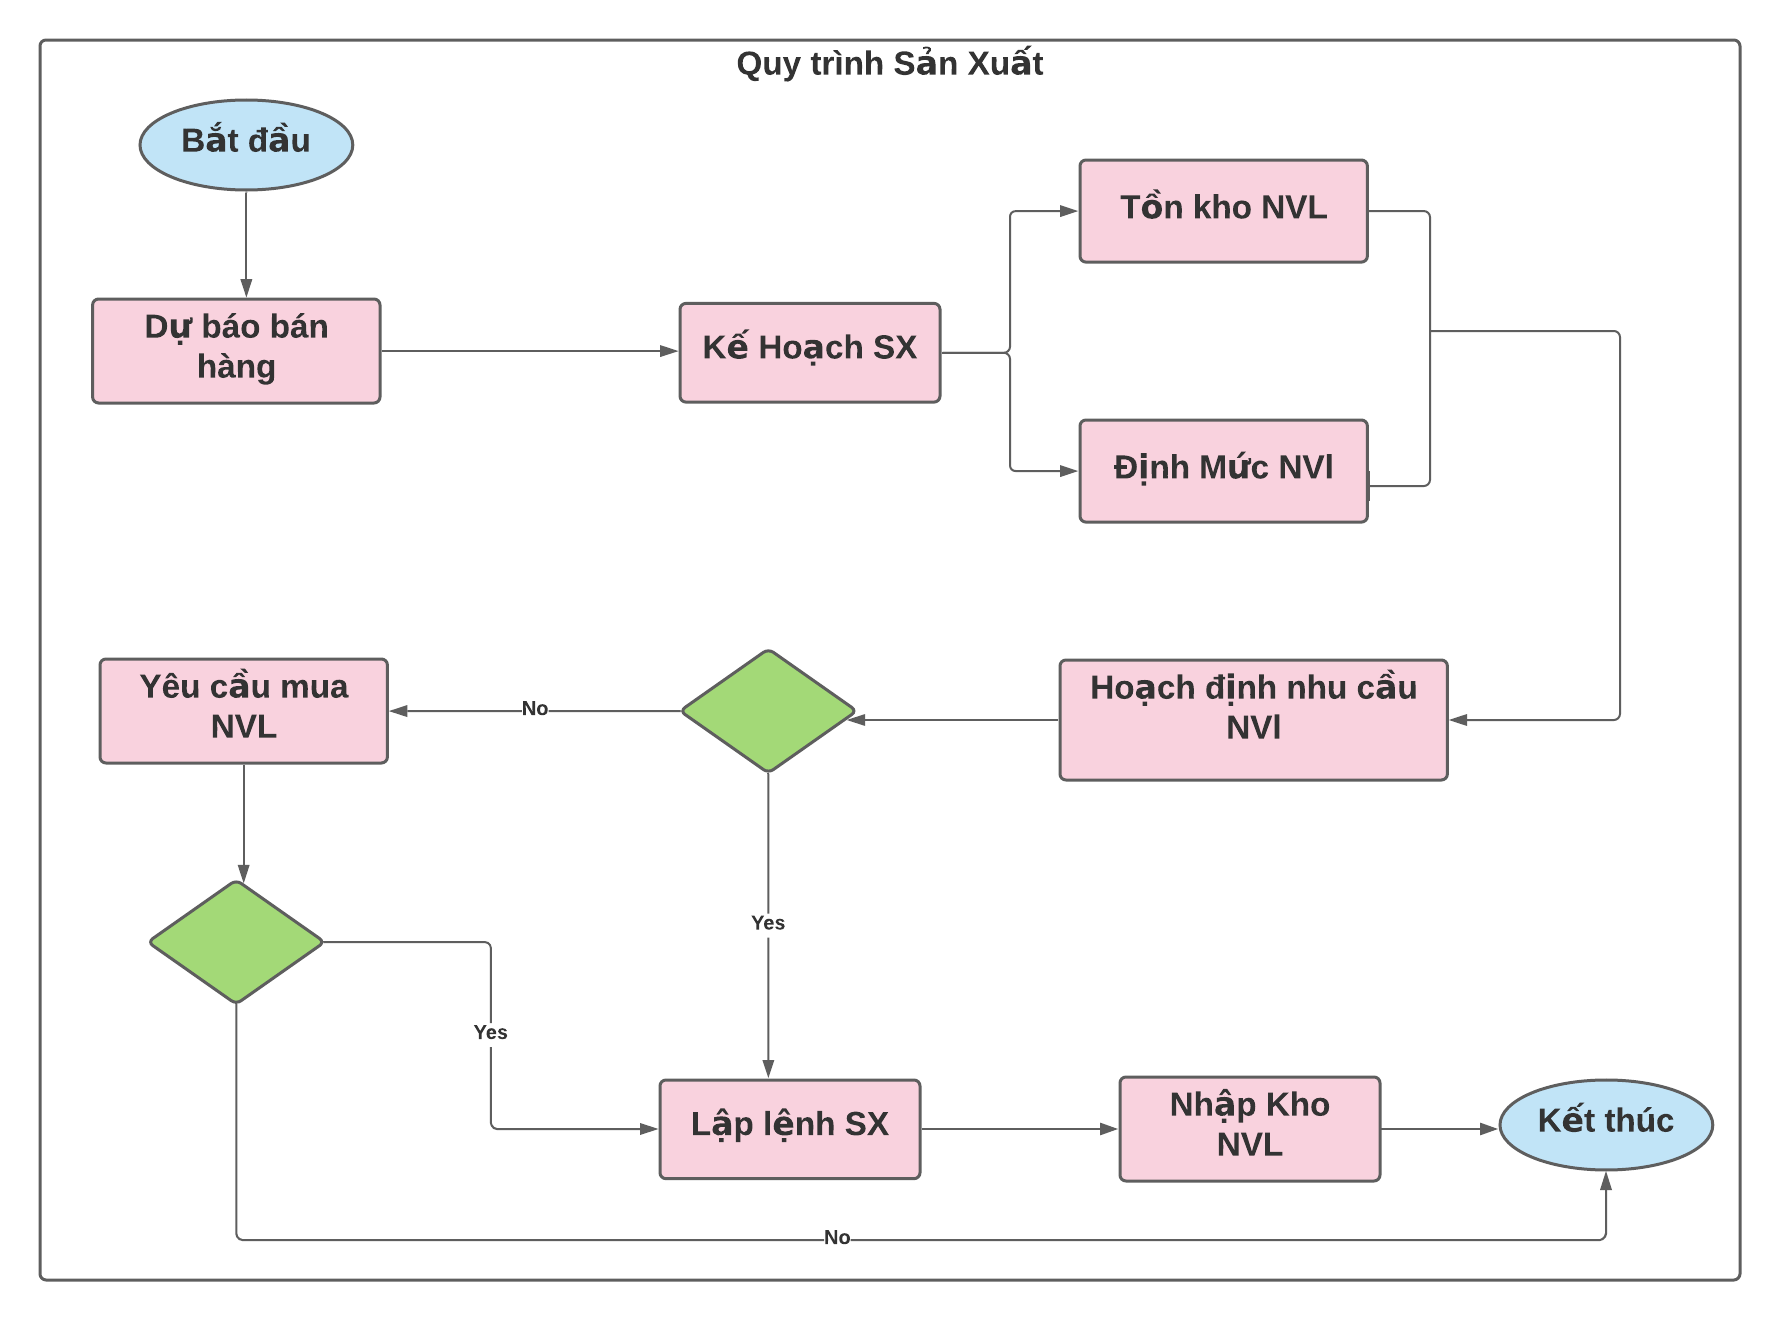 Quy trình Sản Xuất
Bắt đầu
Dự báo bán
hàng
Kế Hoạch SX
Tồn kho NVL
Định Mức NVl
Hoạch định nhu cầu
NVl
No
Yêu cầu mua
NVL
Yes
Yes
Lập lệnh SX
Nhập Kho
NVL
Kết thúc
No